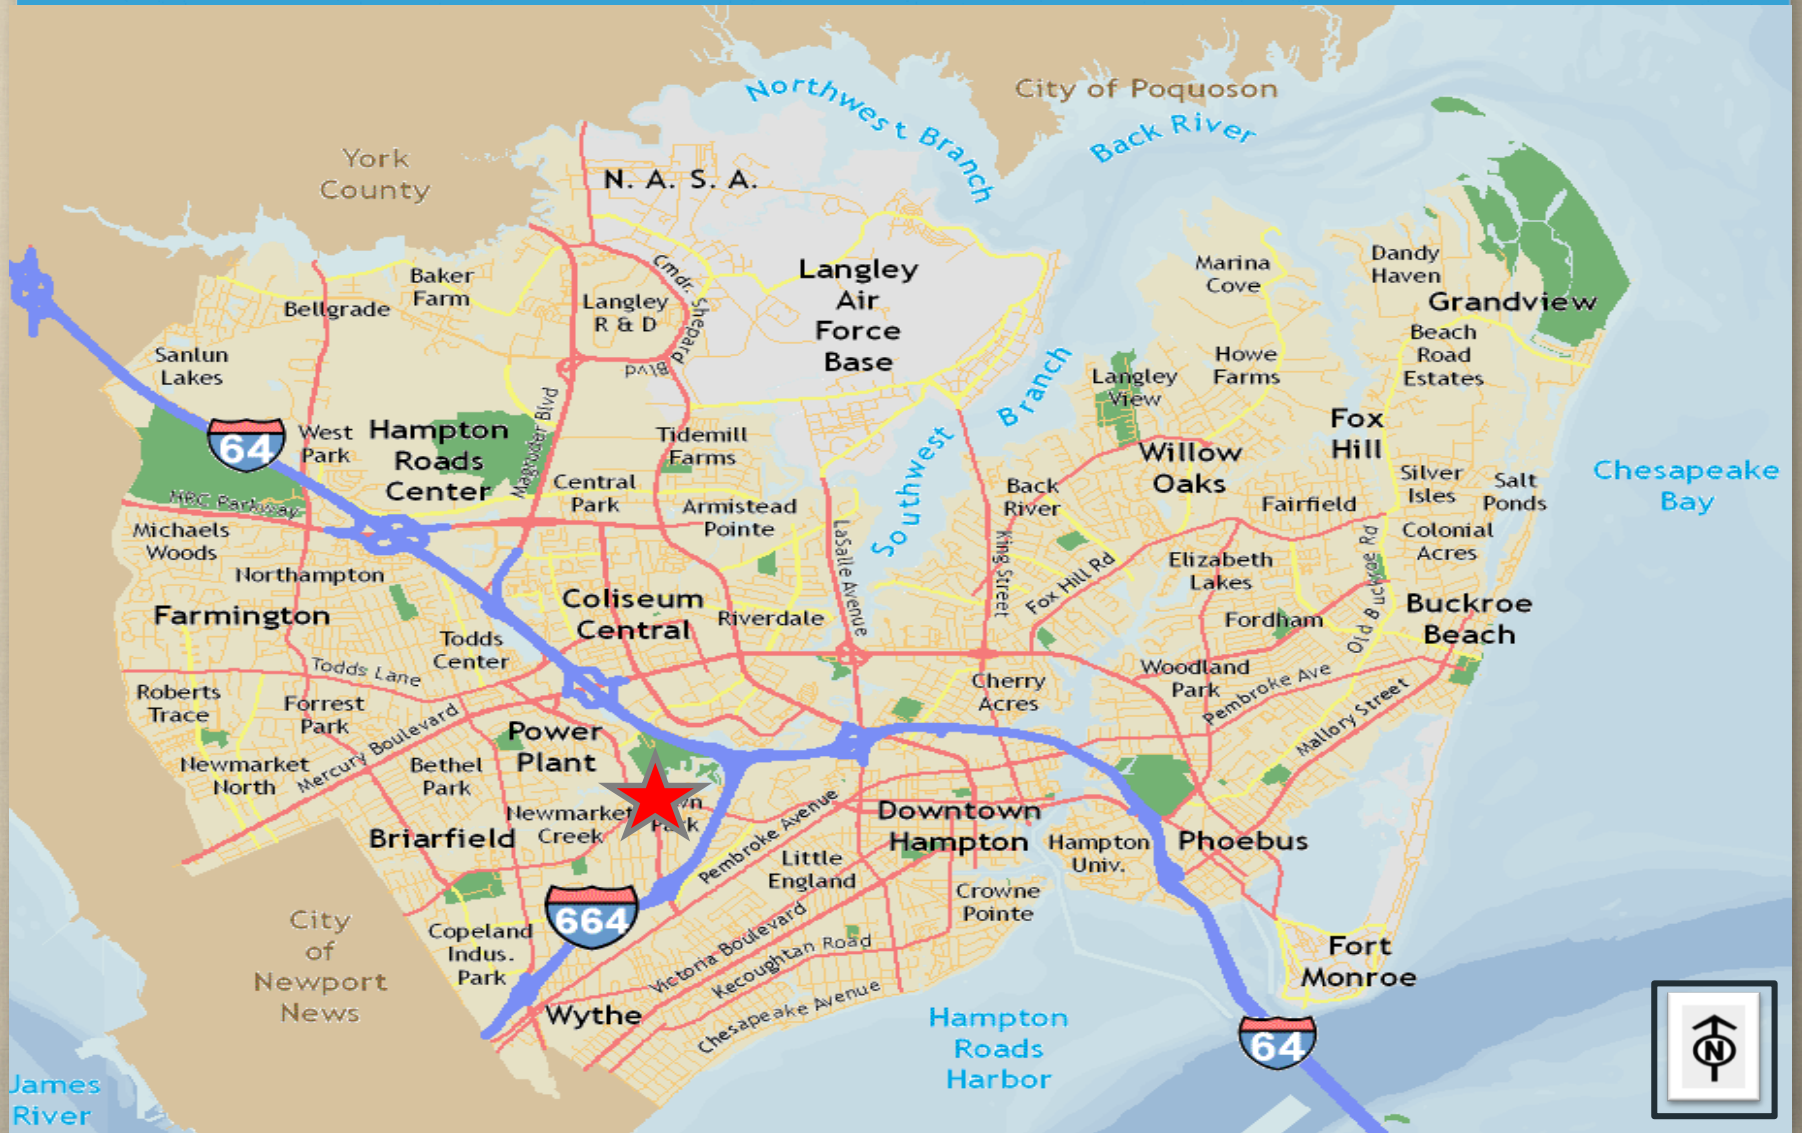 City of Poquoson
Northwest Branch
Back River
York
County
N. A. S. A.
Cmdr. Shepard
Blvd
Langley
Air
Force
Base
Marina
Cove
Dandy
Haven
Grandview
Baker
Farm
Bellgrade
Langley
R & D
Beach
Road
Estates
Sanlun
Lakes
Howe
Farms
Langley
View
Southwest
Branch
64
West
Park
Hampton
Roads
Center
Magruder Blvd
Tidemill
Farms
Fox
Hill
Willow
Oaks
Silver
Isles
Salt
Ponds
Chesapeake
Bay
HRC Parkway
Central
Park
Armistead
Pointe
Back
River
Fairfield
Michaels
Woods
LaSalle Avenue
King Street
Fox Hill Rd
Elizabeth
Lakes
Colonial
Acres
Northampton
Farmington
Coliseum
Central
Riverdale
Fordham
Buckroe
Beach
Todds
Center
Todds Lane
Woodland
Park
Pembroke Ave
Roberts
Trace
Forrest
Park
Cherry
Acres
Mallory Street
Mercury Boulevard
Power
Plant
Newmarket
North
Bethel
Park
Newmarket
Creek
Park
Briarfield
Pembroke Avenue
Downtown
Hampton
Hampton
Univ.
Phoebus
Little
England
Crowne
Pointe
664
City
of
Newport
News
Copeland
Indus.
Park
Victoria Boulevard
Kecoughtan Road
Chesapeake Avenue
Wythe
Fort
Monroe
Hampton
Roads
Harbor
64
James
River
N